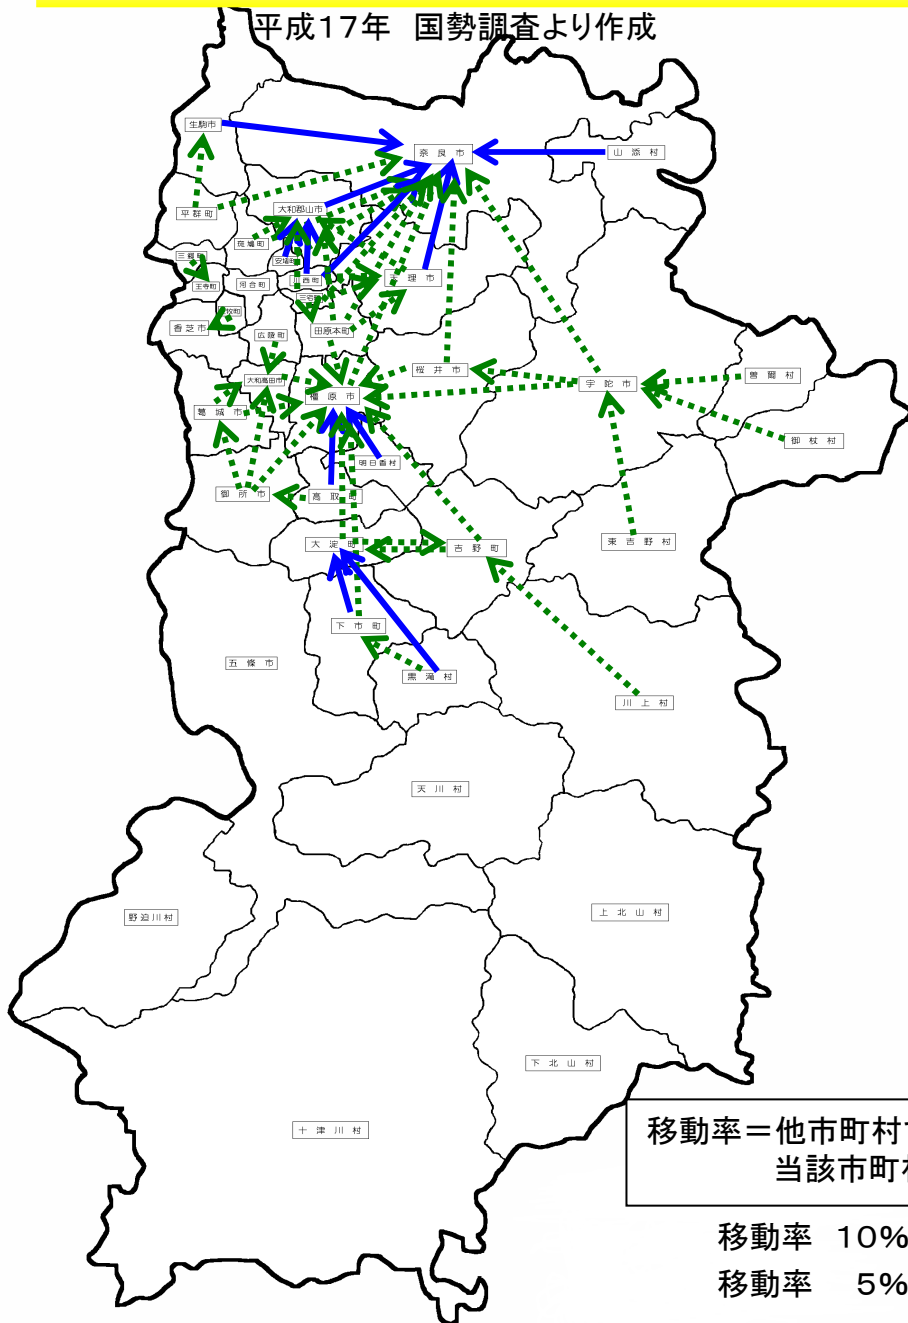 平成17年 国勢調査より作成
生駒市
奈良市
山添村
平群町
大和郡山市
斑鳩町
安堵町
三郷町
川西町
天理市
王寺町
河合町
三宅町
香芝市
広陵町
田原本町
桜井市
大和高田市
宇陀市
曽爾村
橿原市
葛城市
御杖村
明日香村
御所市
高取町
大淀町
吉野町
東吉野村
下市町
五條市
黒滝村
川上村
天川村
野迫川村
上北山村
下北山村
十津川村
移動率=他市町村
当該市町村
移動率 10%
移動率 5%